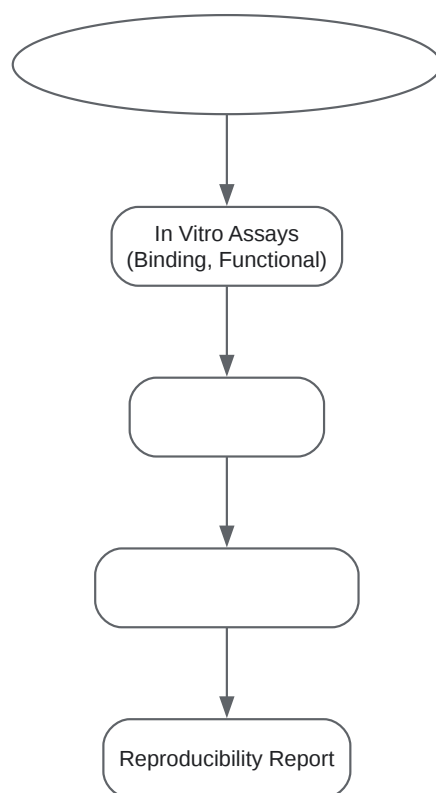 In Vitro Assays
(Binding, Functional)
Reproducibility Report